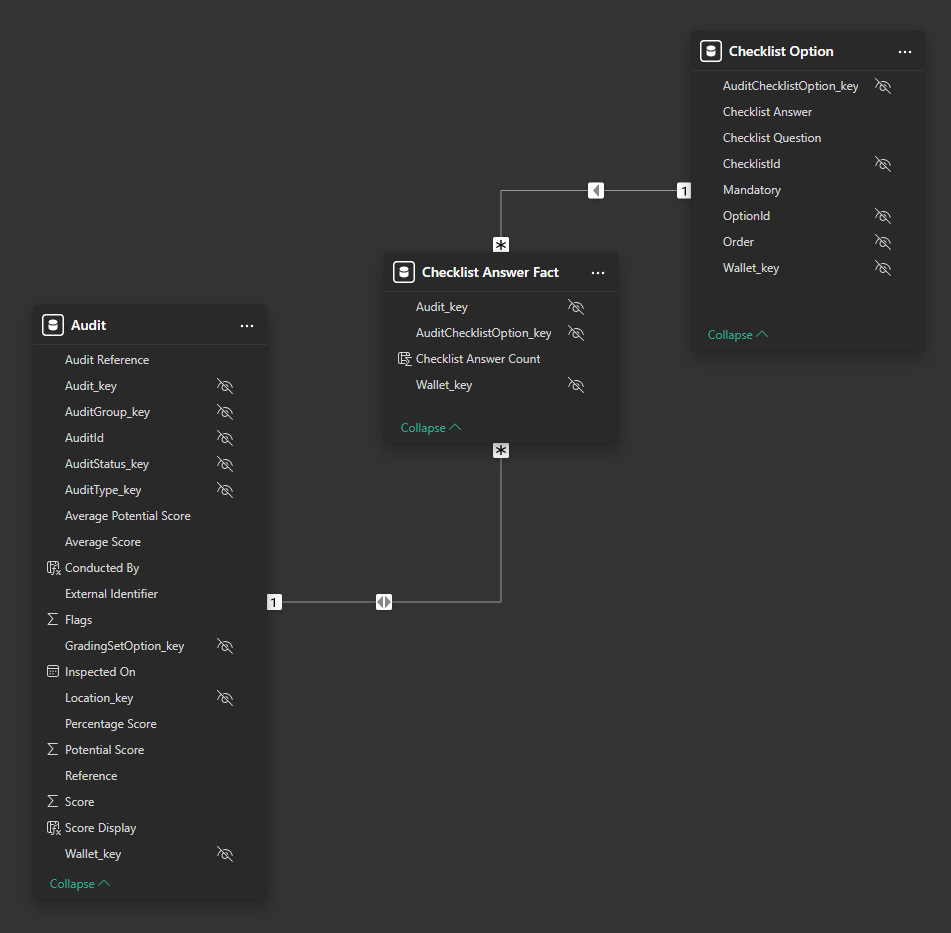 Checklist Option
AuditChecklistOption_key
Checklist Answer
Checklist Question
ChecklistId
Mandatory
OptionId
Order
Wallet_key
Collapse
1
*
Checklist Answer Fact
Audit_key
AuditChecklistOption_key
Checklist Answer Count
Wallet_key
Collapse
*
1
Audit
Audit Reference
Audit_key
AuditGroup_key
AuditId
AuditStatus_key
AuditType_key
Average Potential Score
Average Score
Conducted By
External Identifier
Flags
GradingSetOption_key
Inspected On
Location_key
Percentage Score
Potential Score
Reference
Score
Score Display
Wallet_key
Collapse